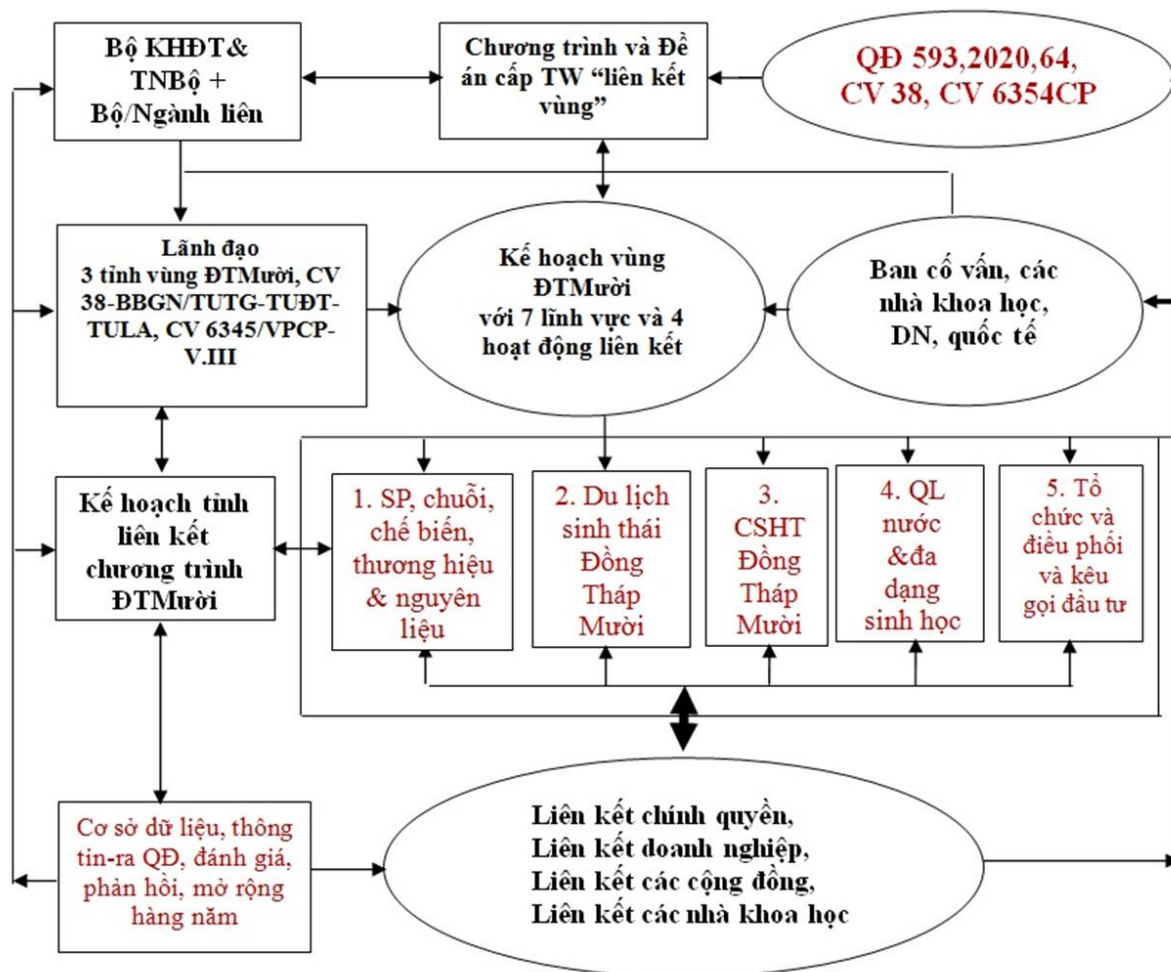 Bộ KHĐT&
TNBộ +
Bộ/Ngành liên
Chương trình và Đề
án cấp TW “liên kết
vùng”
QĐ 593,2020,64,
CV 38, CV 6354CP
Lãnh đạo
3 tỉnh vùng ĐTMười, CV
38-BBGN/TUTG-TUĐT-
TULA, CV 6345/VPCP-
V.III
Kế hoạch vùng
ĐTMười
với 7 lĩnh vực và 4
hoạt động liên kết
Ban cố vấn, các
nhà khoa học,
DN, quốc tế
Kế hoạch tỉnh
liên kết
chương trình
ĐTMười
1. SP, chuỗi,
chế biến,
thương hiệu
& nguyên
liệu
2. Du lịch
sinh thái
Đồng
Tháp
Mười
3.
CSHT
Đồng
Tháp
Mười
4. QL
nước
&đa
dạng
sinh học
5. Tổ
chức và
điều phối
và kêu
gọi đầu tư
Cơ sở dữ liệu, thông
tin-ra QĐ, đánh giá,
phản hồi, mở rộng
hàng năm
Liên kết chính quyền,
Liên kết doanh nghiệp,
Liên kết các cộng đồng,
Liên kết các nhà khoa học